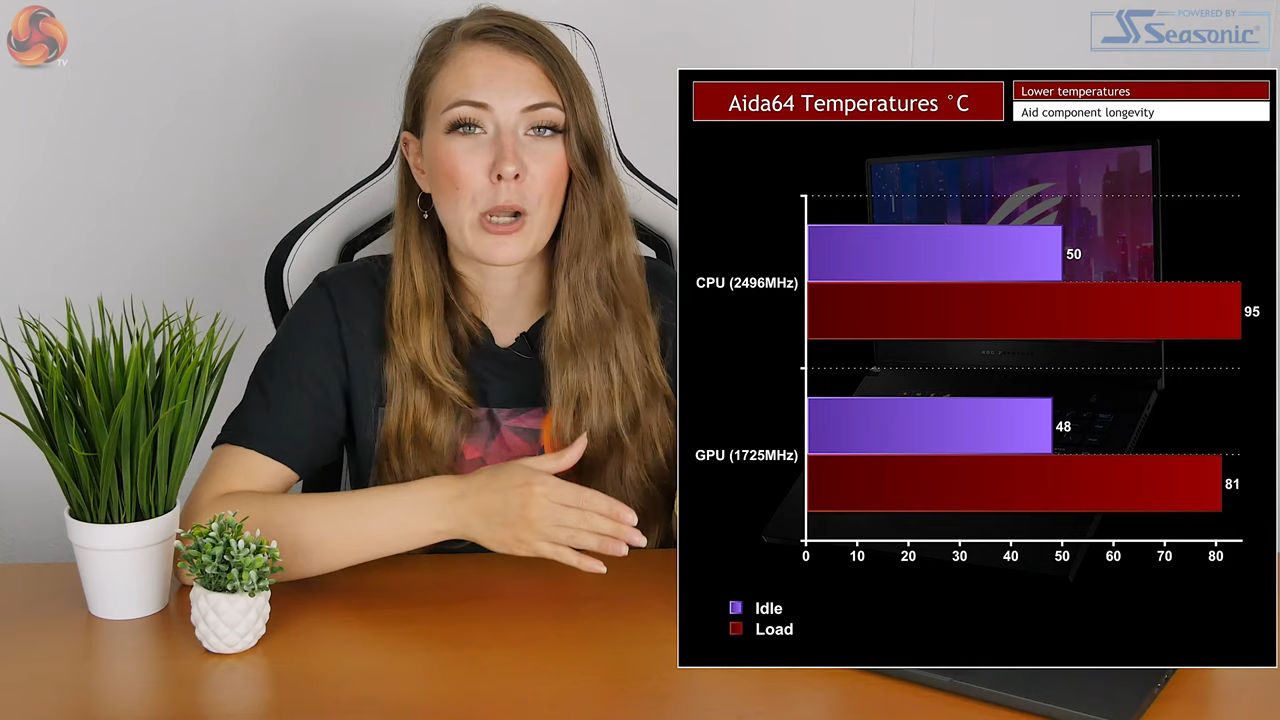 TV
POWERED BY
Seasonic
Aida64 Temperatures °C
Lower temperatures
Aid component longevity
50
CPU (2496MHz)
95
48
GPU (1725MHz)
81
0 10 20 30 40 50 60 70 80
Idle
Load